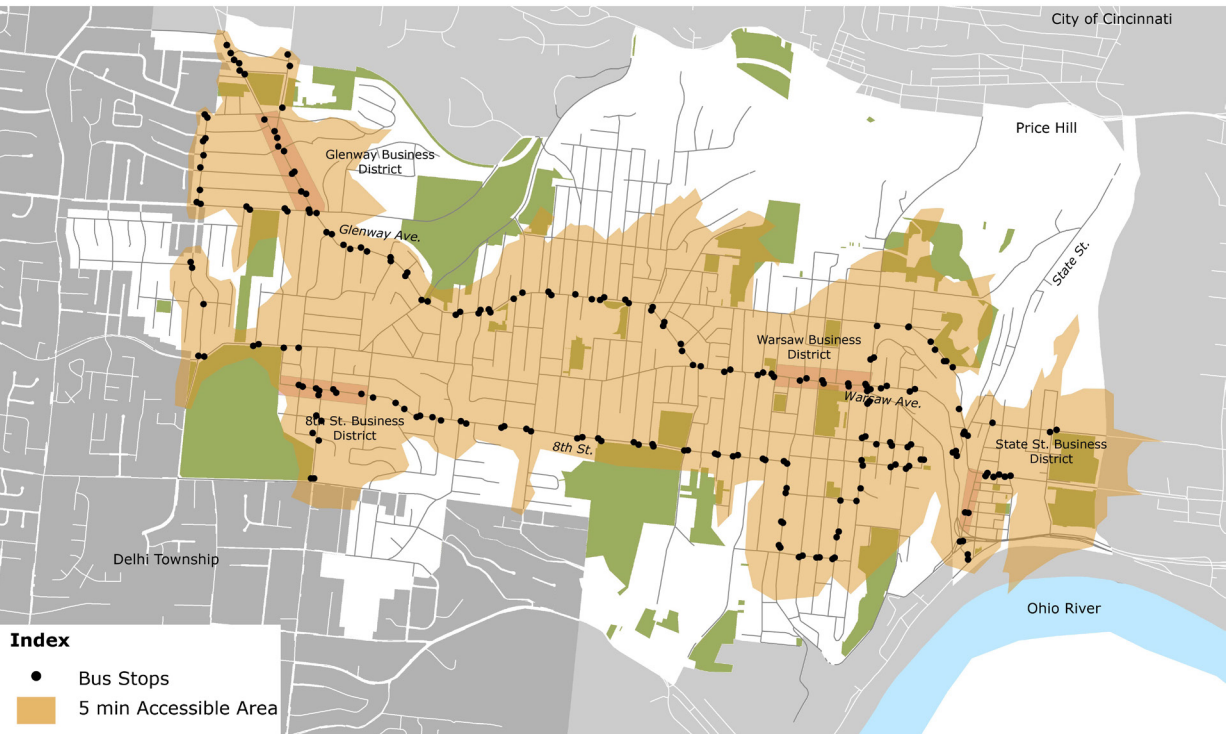 City of Cincinnati
Price Hill
Glenway Business
District
Glenway Ave.
State St.
Warsaw Business
District
Warsaw Ave.
8th St. Business
District
8th St.
State St. Business
District
Delhi Township
Ohio River
Index
Bus Stops
5 min Accessible Area